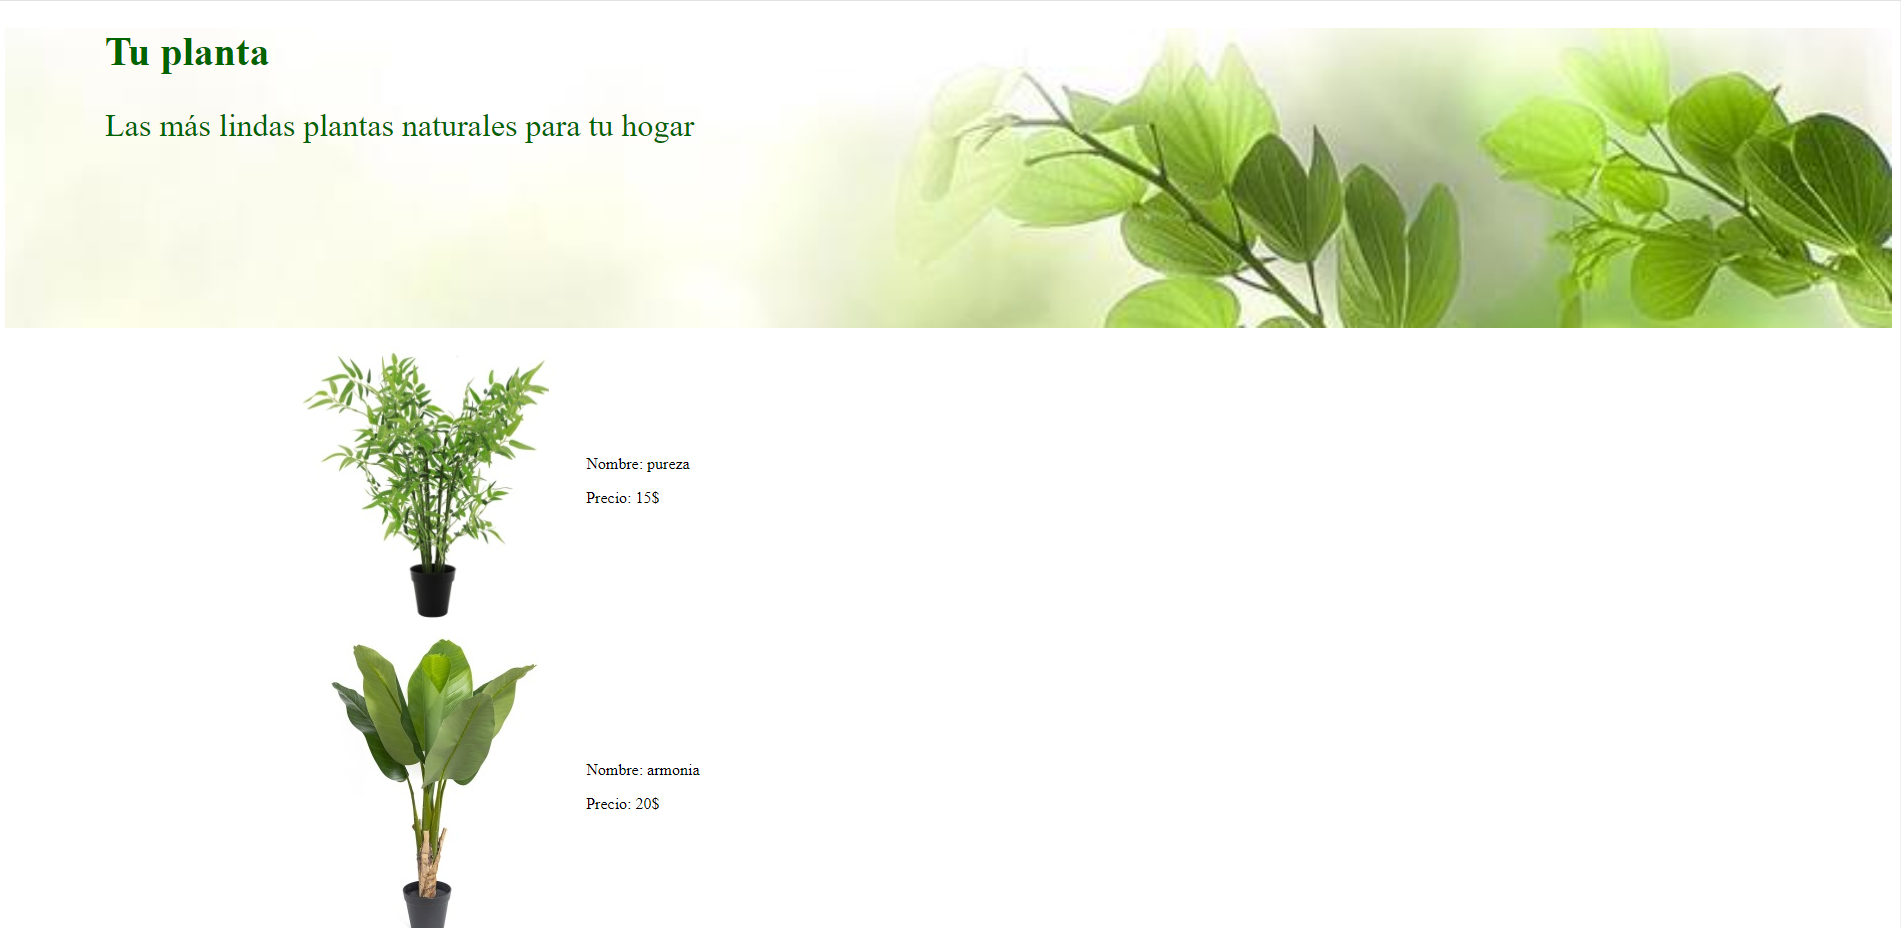 Tu planta
Las más lindas plantas naturales para tu hogar
Nombre: pureza
Precio: 15$
Nombre: armonia
Precio: 20$